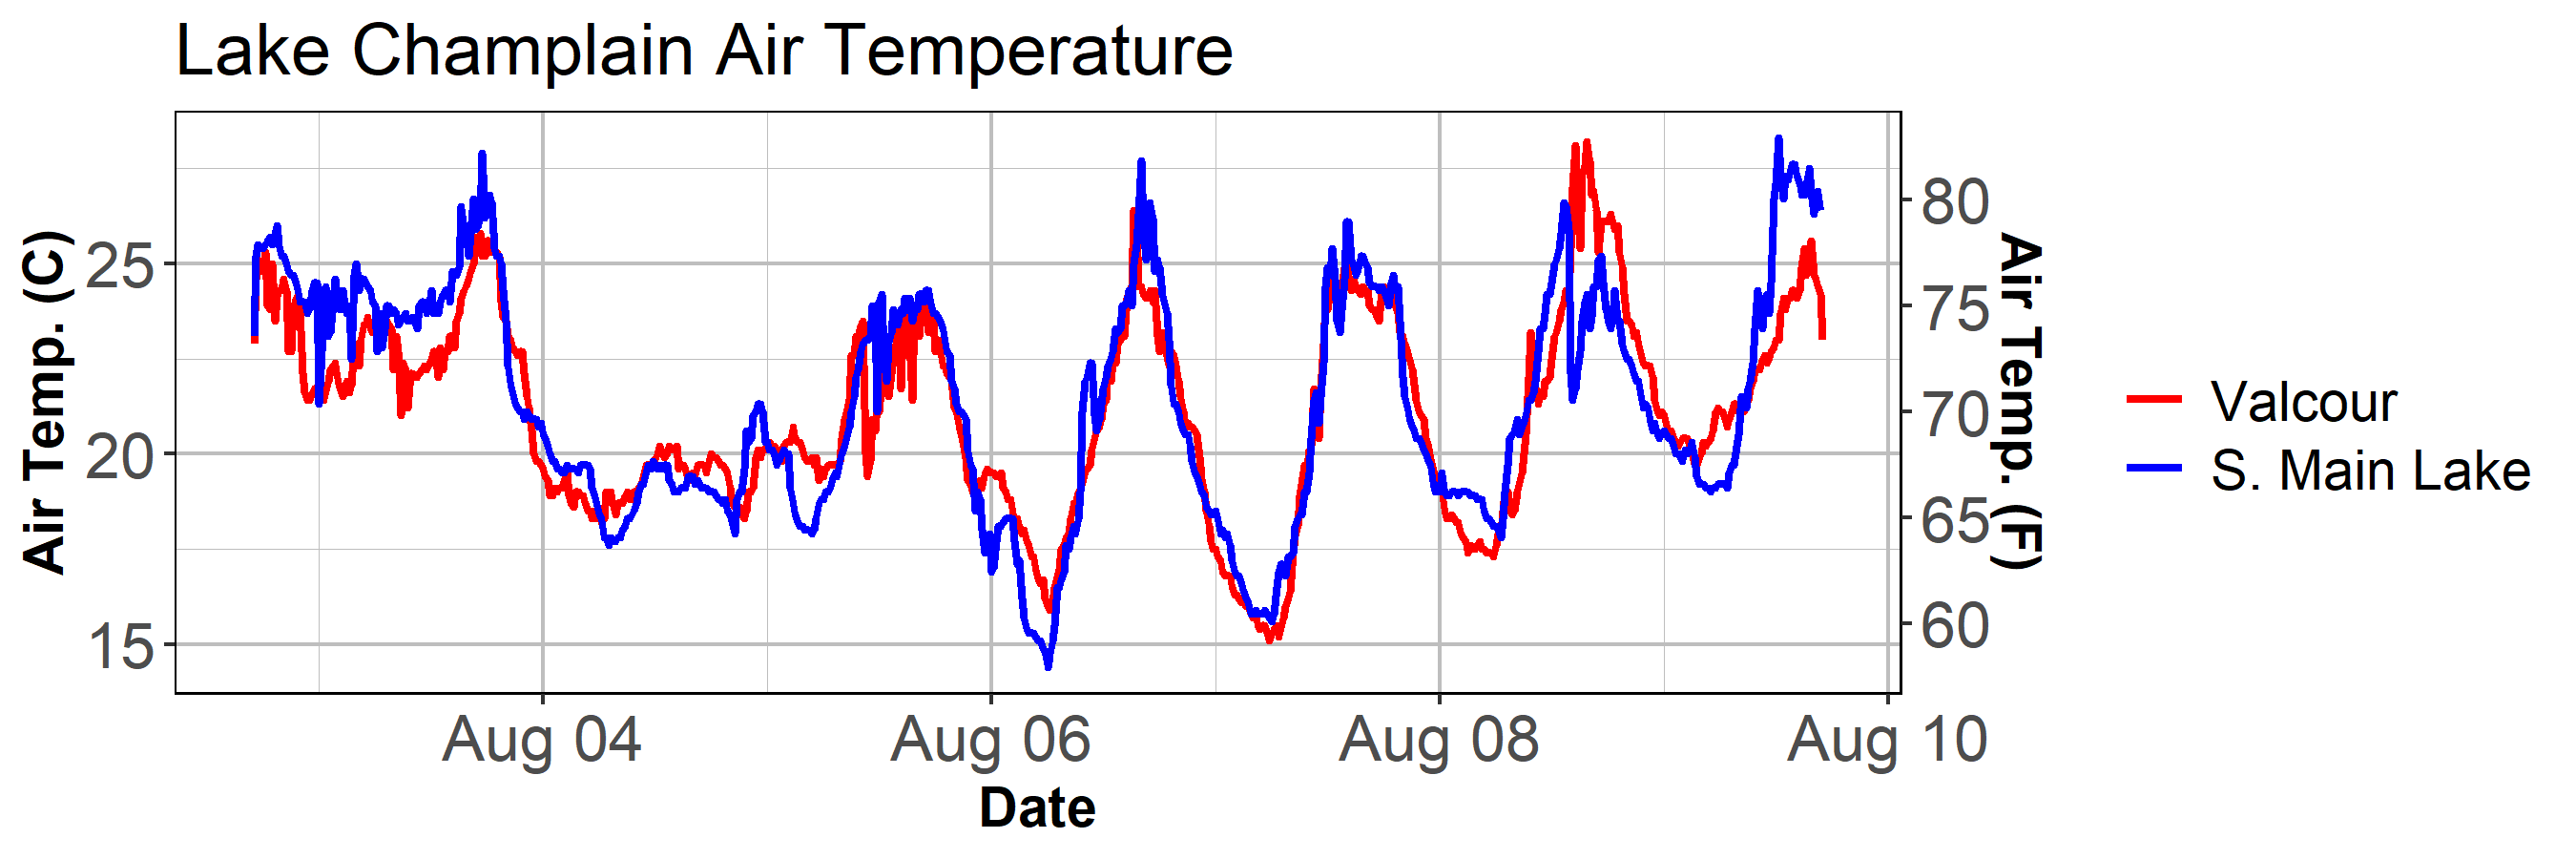 Lake Champlain Air Temperature
Air Temp. (C)
25
20
15
80
75
70
65
60
Air Temp. (F)
Aug 04
Aug 06
Aug 08
Aug 10
Date
Valcour
S. Main Lake